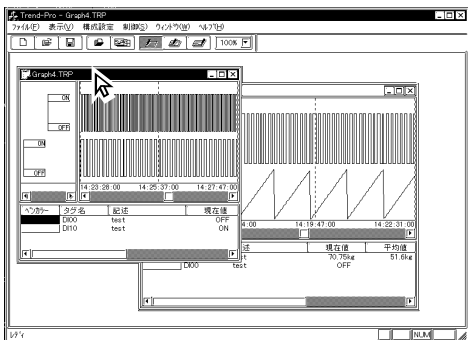 Trend-Pro - Graph4.TRP
ファイル(F) 表示(V) 構成設定 制御(S) ウィンドウ(W) ヘルプ(H)
100%
Graph4.TRP
ON
OFF
ON
OFF
14:23:28:00 14:25:37:00 14:27:47:00
ペンカラー タグ名 記述 現在値
DI00 test OFF
DI10 test ON
4:00 14:19:47:00 14:22:31:00
述 現在値 平均値
st 70.75kg 51.6kg
DI00 test OFF
レディ NUM